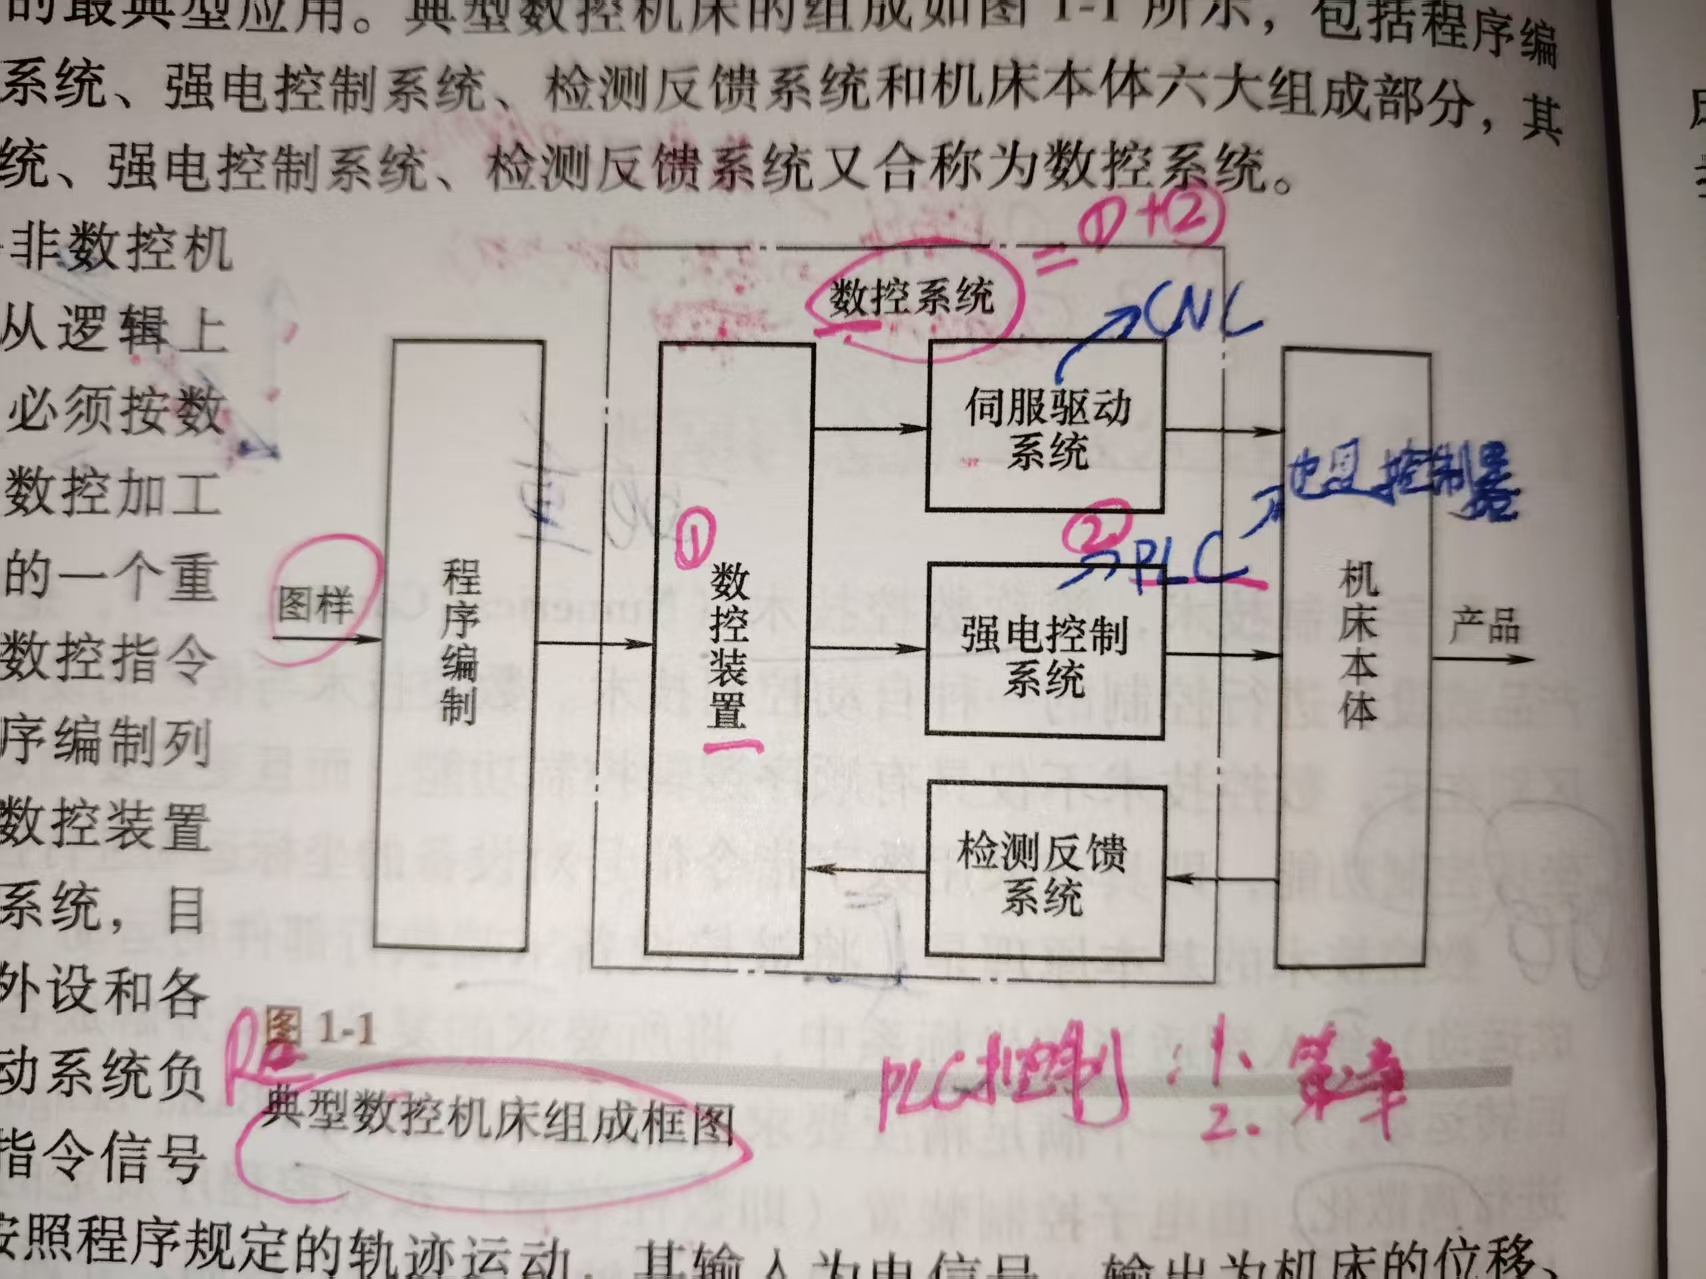 的最典型应用。典型数控机床的组成如图 1-1 所示，包括程序编
系统、强电控制系统、检测反馈系统和机床本体六大组成部分，其
统、强电控制系统、检测反馈系统又合称为数控系统。
非数控机
从逻辑上
必须按数
数控加工
的一个重
数控指令
序编制列
数控装置
系统，目
外设和各
动系统负
指令信号
数控系统
=①+②
CNC
伺服驱动
系统
控制器
①
②
PLC
图样
程序编制
数控装置
强电控制
系统
机床本体
产品
检测反馈
系统
图 1-1
典型数控机床组成框图
PLC控制：1、
2、第 章
按照程序规定的轨迹运动，其输入为电信号，输出为机床的位移、